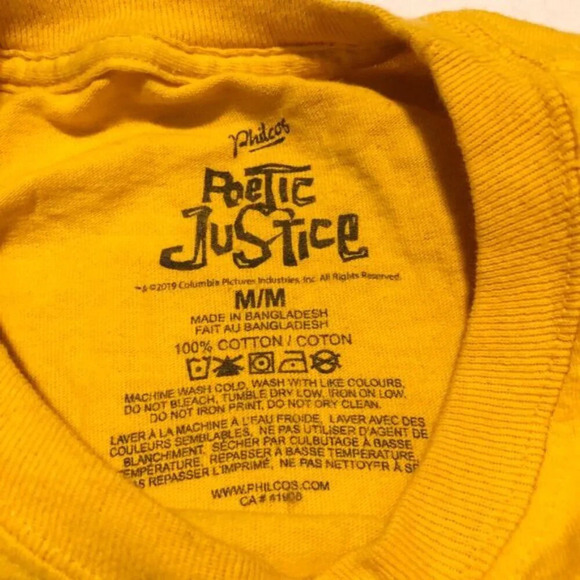 Philcos
Poetic
Justice
™ & ©2019 Columbia Pictures Industries, Inc. All Rights Reserved.
M/M
MADE IN BANGLADESH
FAIT AU BANGLADESH
100% COTTON / COTON
MACHINE WASH COLD, WASH WITH LIKE COLOURS,
DO NOT BLEACH, TUMBLE DRY LOW, IRON ON LOW.
DO NOT IRON PRINT, DO NOT DRY CLEAN.
LAVER À LA MACHINE À L'EAU FROIDE, LAVER AVEC DES
COULEURS SEMBLABLES, NE PAS UTILISER D'AGENT DE
BLANCHIMENT, SÉCHER PAR CULBUTAGE À BASSE
TEMPÉRATURE, REPASSER À BASSE TEMPÉRATURE,
REPASSER L'IMPRIMÉ, NE PAS NETTOYER À
WWW.PHILCOS.COM
CA# 41906